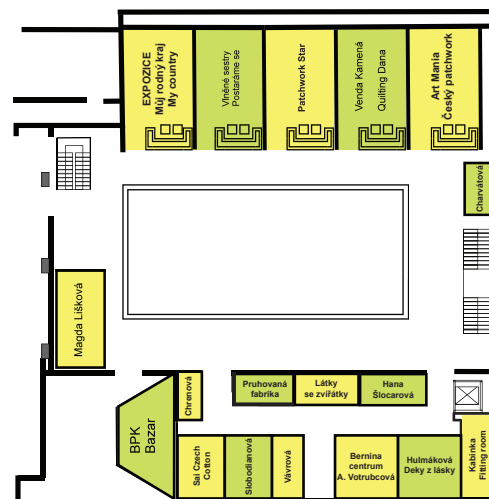 EXPOZICE
Můj rodný kraj
My country
Vlněné sestry
Postaráme se
Patchwork Star
Venda Kamená
Quilting Dana
Art Mania
Český patchwork
Charvátová
Magda Lišková
Chrenová
Pruhovaná
fabrika
Látky
se zvířátky
Hana
Šlocarová
BPK
Bazar
Sai Czech
Cotton
Slobodianová
Vávrová
Bernina
centrum
A. Votrubcová
Hulmáková
Deky z lásky
Kabinka
Fitting room